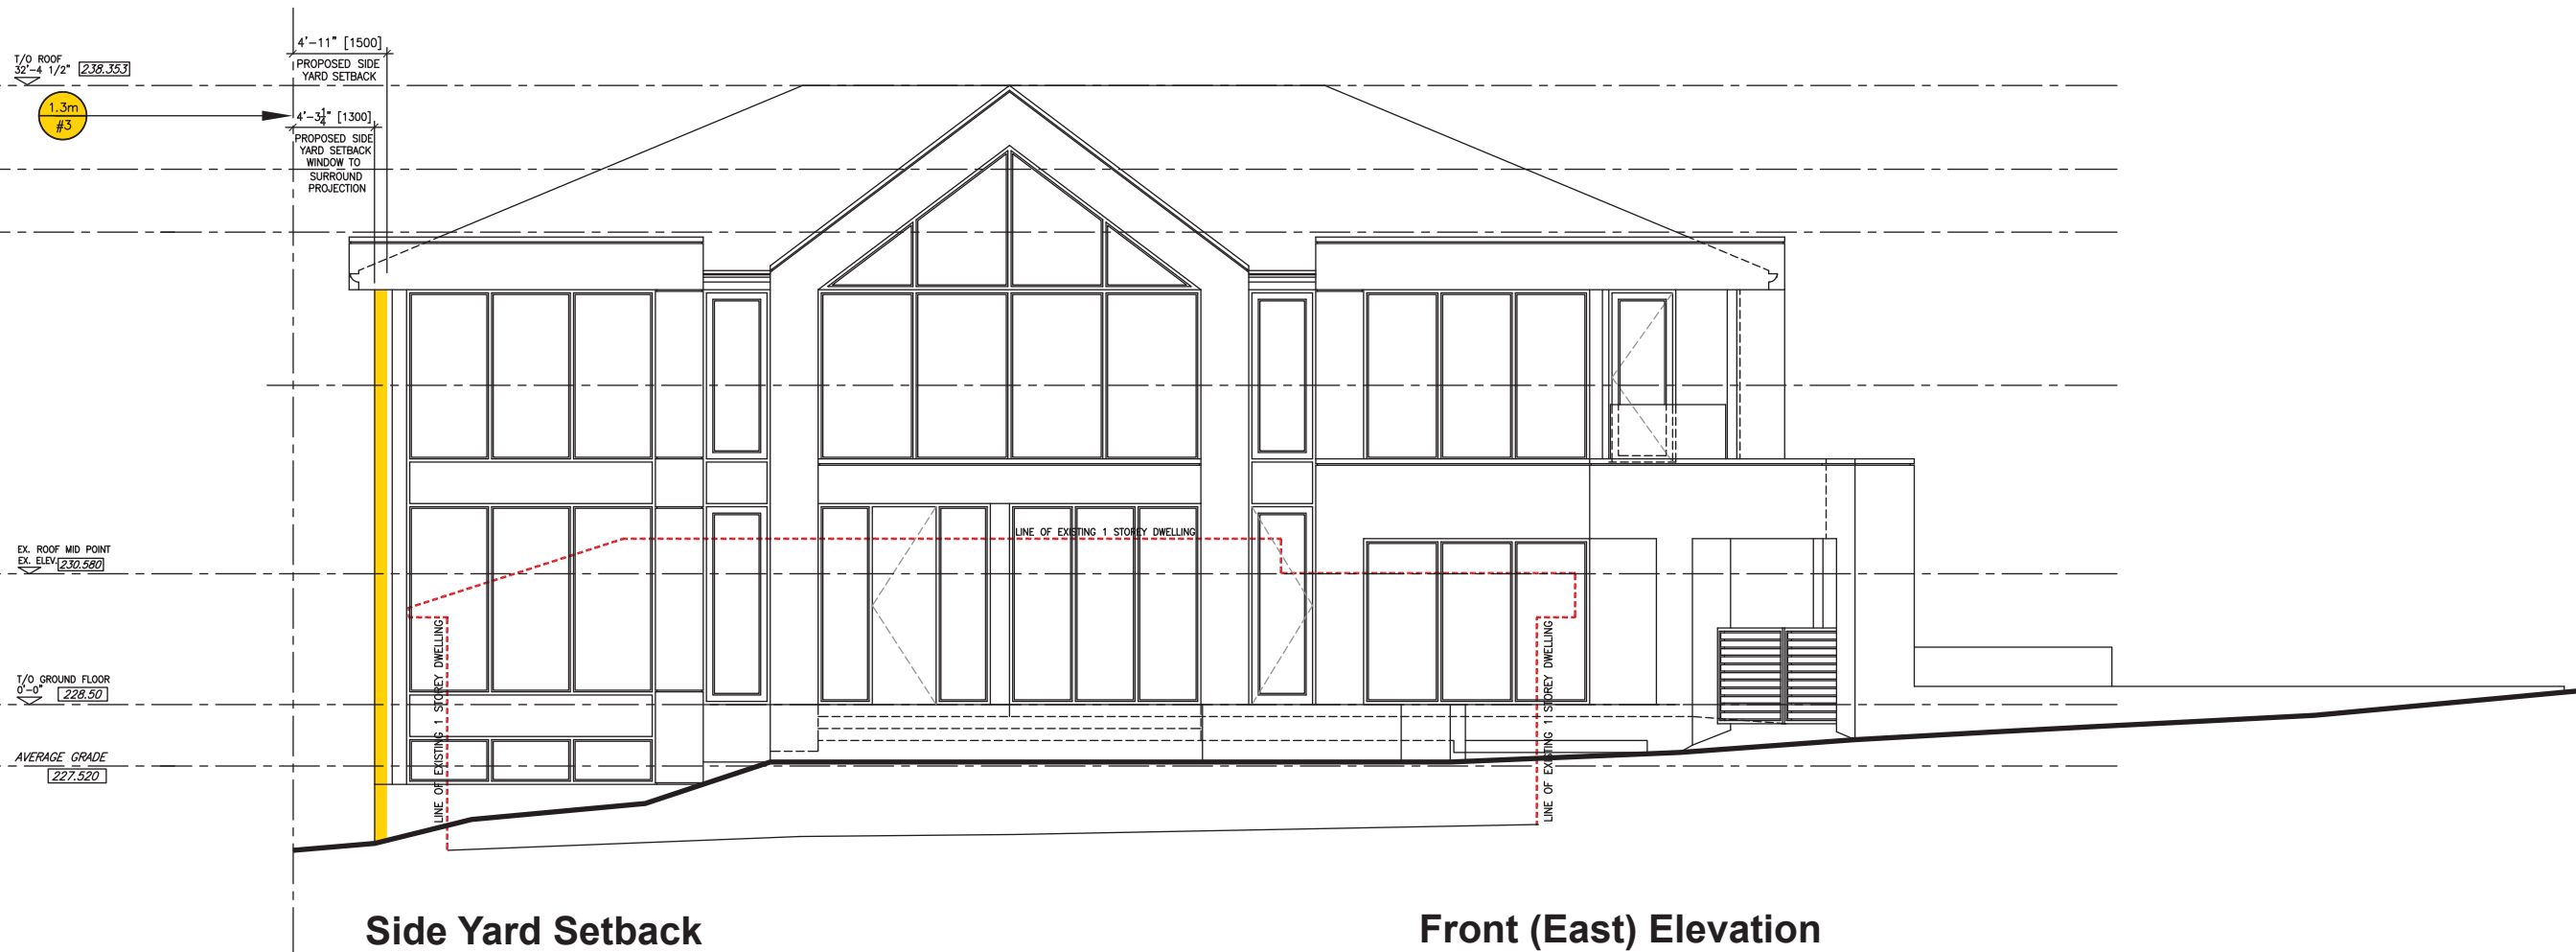 4'-11" [1500]
PROPOSED SIDE
YARD SETBACK
T/O ROOF
32'-4 1/2" 238.353
1.3m
#3
4'-3 1/4" [1300]
PROPOSED SIDE
YARD SETBACK
WINDOW TO
SURROUND
PROJECTION
LINE OF EXISTING 1 STOREY DWELLING
EX. ROOF MID POINT
EX. ELEV. 230.580
LINE OF EXISTING 1 STOREY DWELLING
LINE OF EXISTING 1 STOREY DWELLING
T/O GROUND FLOOR
0'-0" 228.50
AVERAGE GRADE
227.520
Side Yard Setback
Front (East) Elevation